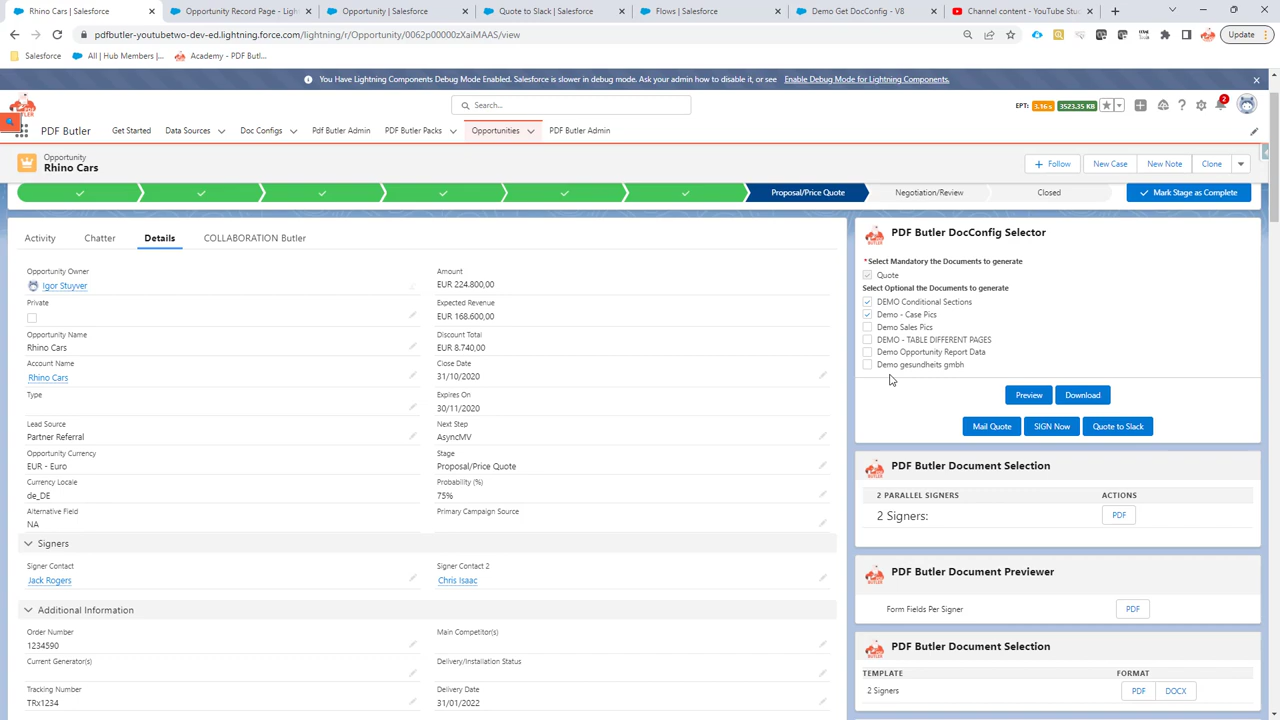 Rhino Cars | Salesforce
Opportunity Record Page - Ligh
Opportunity | Salesforce
Quote to Slack | Salesforce
Flows | Salesforce
Demo Get DocConfig - V8
Channel content - YouTube Stu
pdfbutler-youtubetwo-dev-ed.lightning.force.com/lightning/r/Opportunity/0062p00000zXaiMAAS/view
Update
Salesforce
All | Hub Members |...
Academy - PDF Butl...
You Have Lightning Components Debug Mode Enabled. Salesforce is slower in debug mode. Ask your admin how to disable it, or see Enable Debug Mode for Lightning Components.
Search...
EPT: 3.16 s
3523.35 KB
2
PDF Butler
Get Started
Data Sources
Doc Configs
Pdf Butler Admin
PDF Butler Packs
Opportunities
PDF Butler Admin
Opportunity
Rhino Cars
Follow
New Case
New Note
Clone
Proposal/Price Quote
Negotiation/Review
Closed
Mark Stage as Complete
Activity
Chatter
Details
COLLABORATION Butler
Opportunity Owner
Igor Stuyver
Private
Opportunity Name
Rhino Cars
Account Name
Rhino Cars
Type
Lead Source
Partner Referral
Opportunity Currency
EUR - Euro
Currency Locale
de_DE
Alternative Field
NA
Amount
EUR 224.800,00
Expected Revenue
EUR 168.600,00
Discount Total
EUR 8.740,00
Close Date
31/10/2020
Expires On
30/11/2020
Next Step
AsyncMV
Stage
Proposal/Price Quote
Probability (%)
75%
Primary Campaign Source
Signers
Signer Contact
Jack Rogers
Signer Contact 2
Chris Isaac
Additional Information
Order Number
1234590
Current Generator(s)
Tracking Number
TRx1234
Main Competitor(s)
Delivery/Installation Status
Delivery Date
31/01/2022
PDF Butler DocConfig Selector
*Select Mandatory the Documents to generate
Quote
Select Optional the Documents to generate
DEMO Conditional Sections
Demo - Case Pics
Demo Sales Pics
DEMO - TABLE DIFFERENT PAGES
Demo Opportunity Report Data
Demo gesundheits gmbh
Preview
Download
Mail Quote
SIGN Now
Quote to Slack
PDF Butler Document Selection
2 PARALLEL SIGNERS
ACTIONS
2 Signers:
PDF
PDF Butler Document Previewer
Form Fields Per Signer
PDF
PDF Butler Document Selection
TEMPLATE
FORMAT
2 Signers
PDF
DOCX